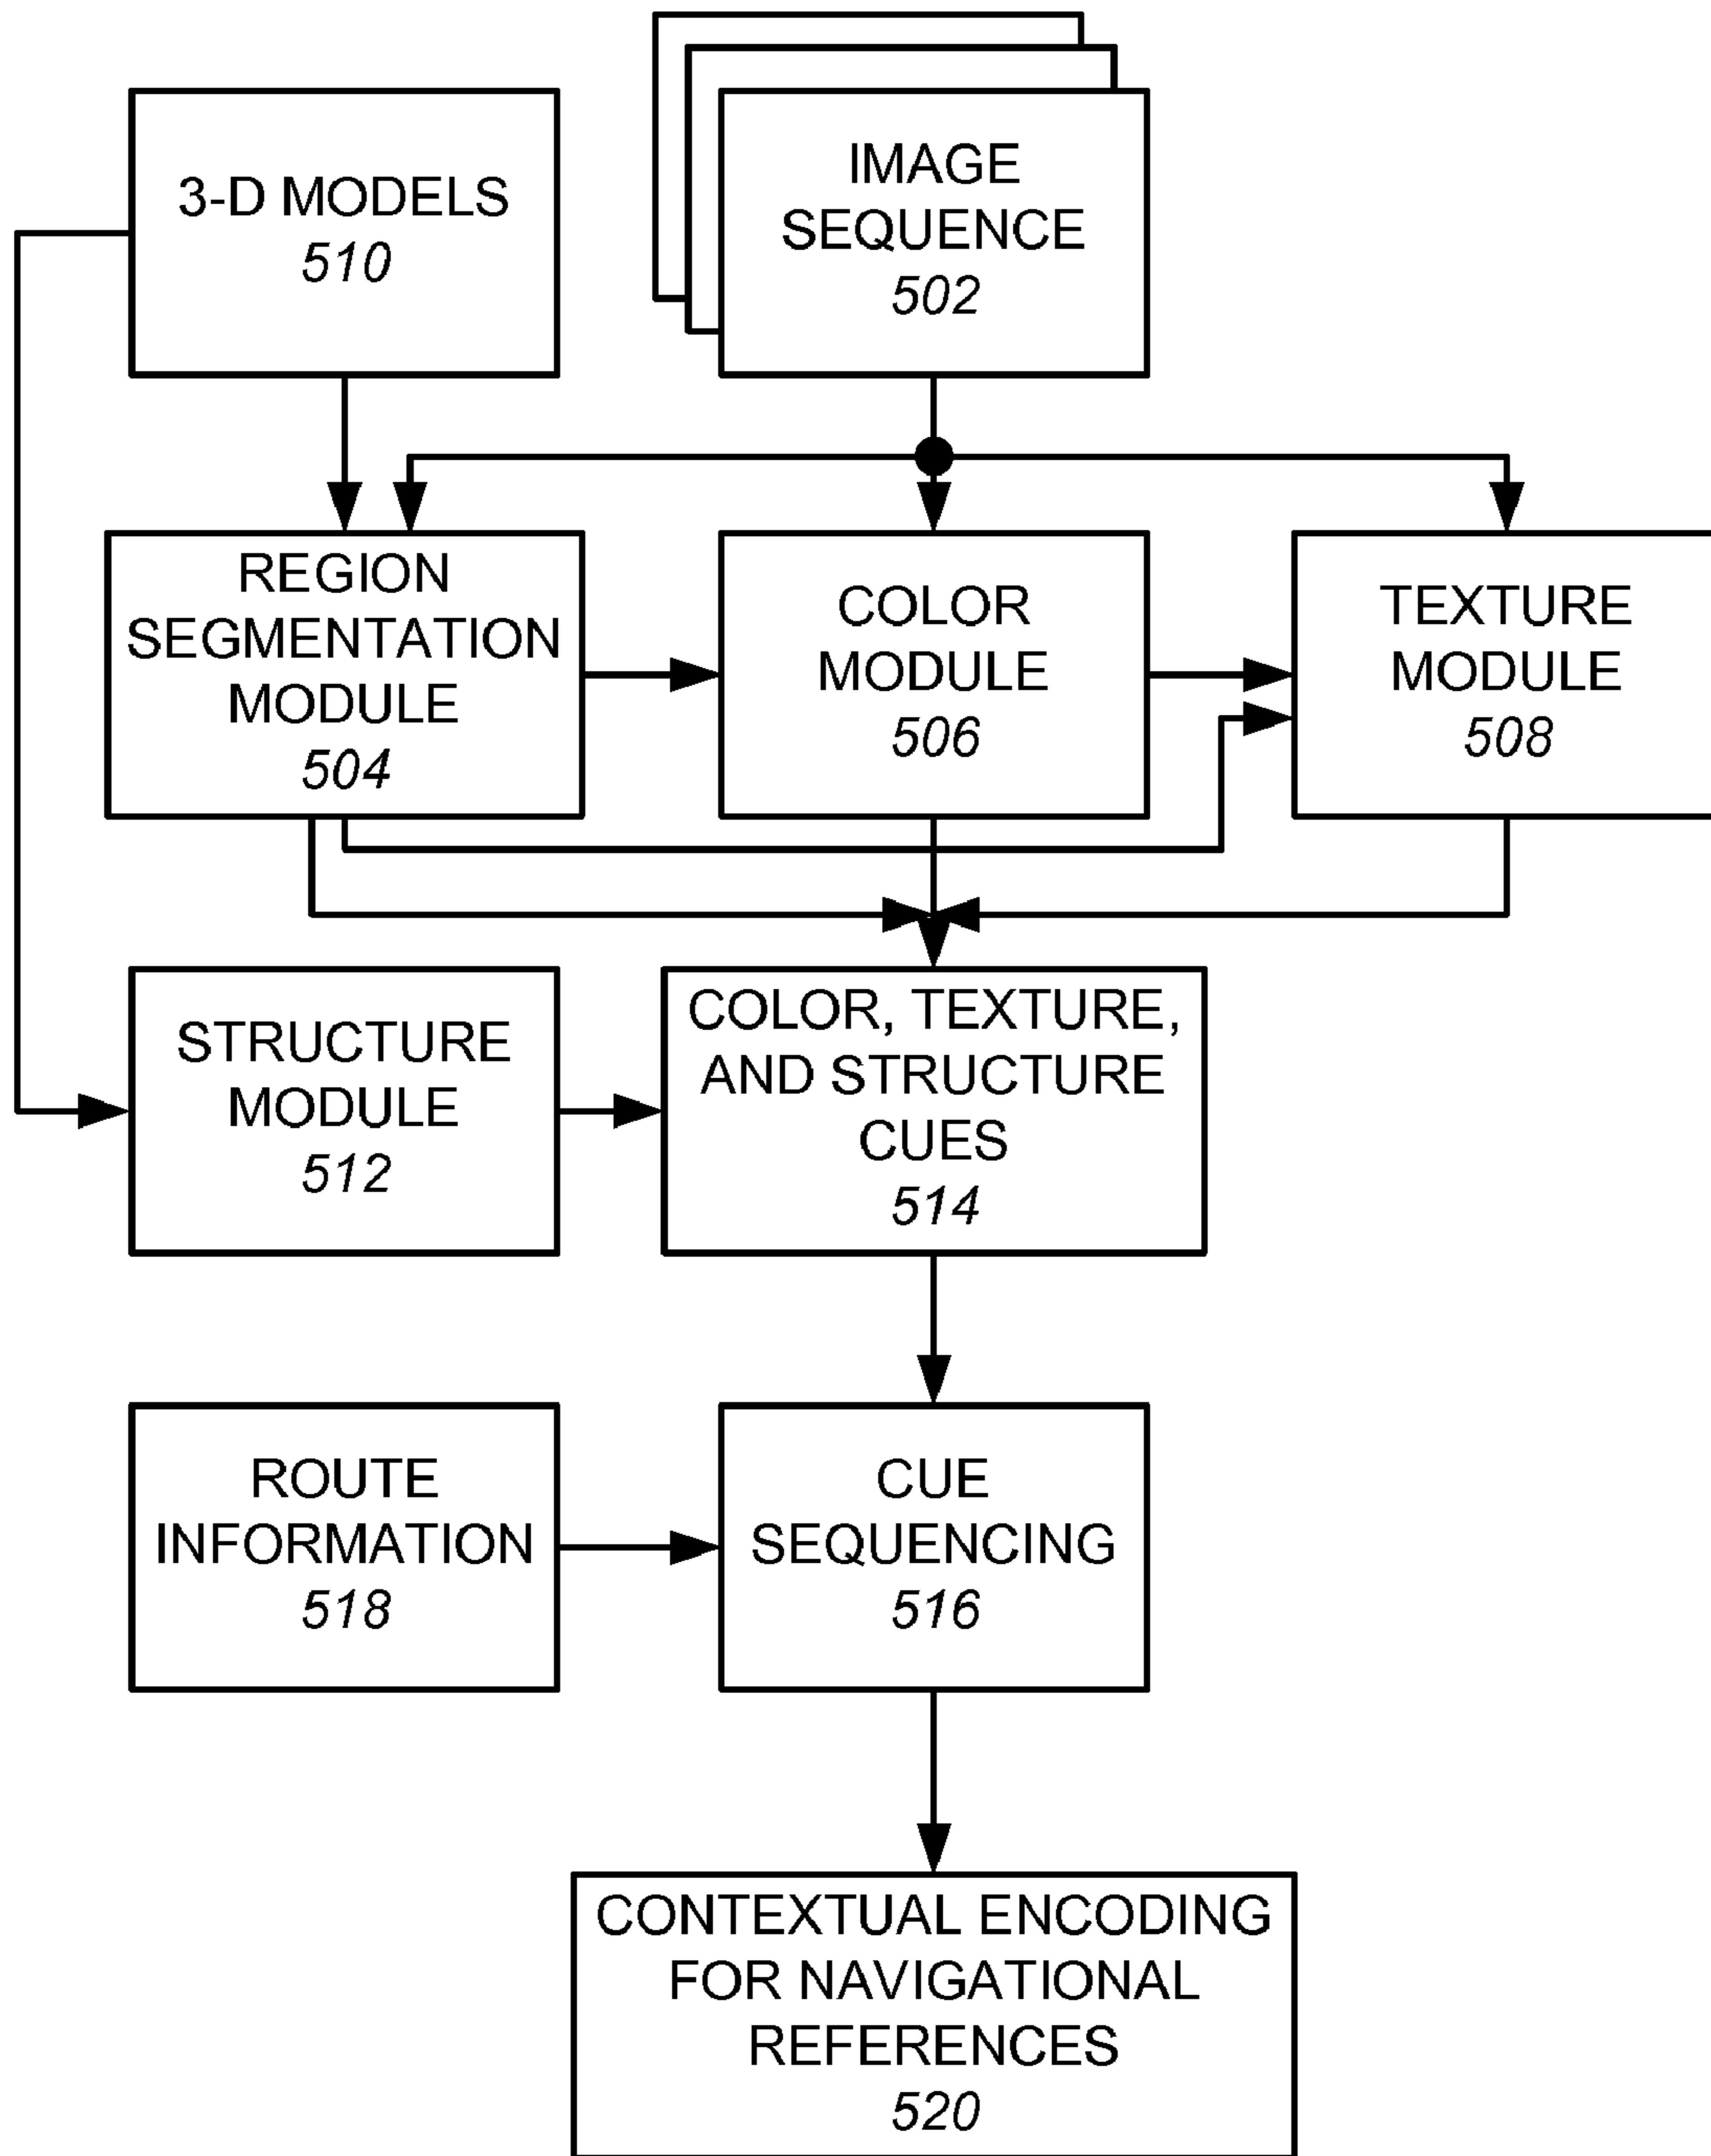 3-D MODELS
510
IMAGE
SEQUENCE
502
REGION
SEGMENTATION
MODULE
504
COLOR
MODULE
506
TEXTURE
MODULE
508
STRUCTURE
MODULE
512
COLOR, TEXTURE,
AND STRUCTURE
CUES
514
ROUTE
INFORMATION
518
CUE
SEQUENCING
516
CONTEXTUAL ENCODING
FOR NAVIGATIONAL
REFERENCES
520